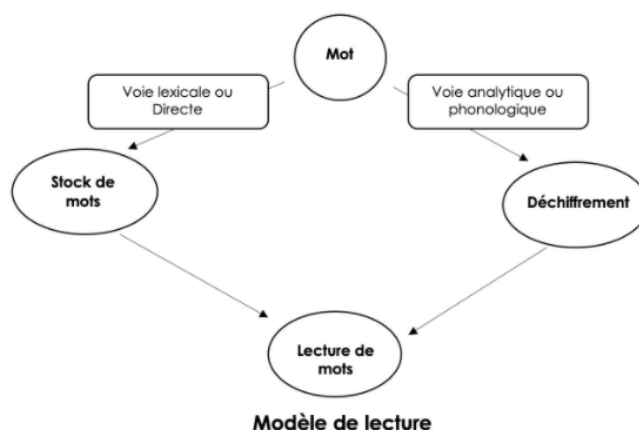 Mot
Voie lexicale ou
Directe
Voie analytique ou
phonologique
Stock de
mots
Déchiffrement
Lecture de
mots
Modèle de lecture